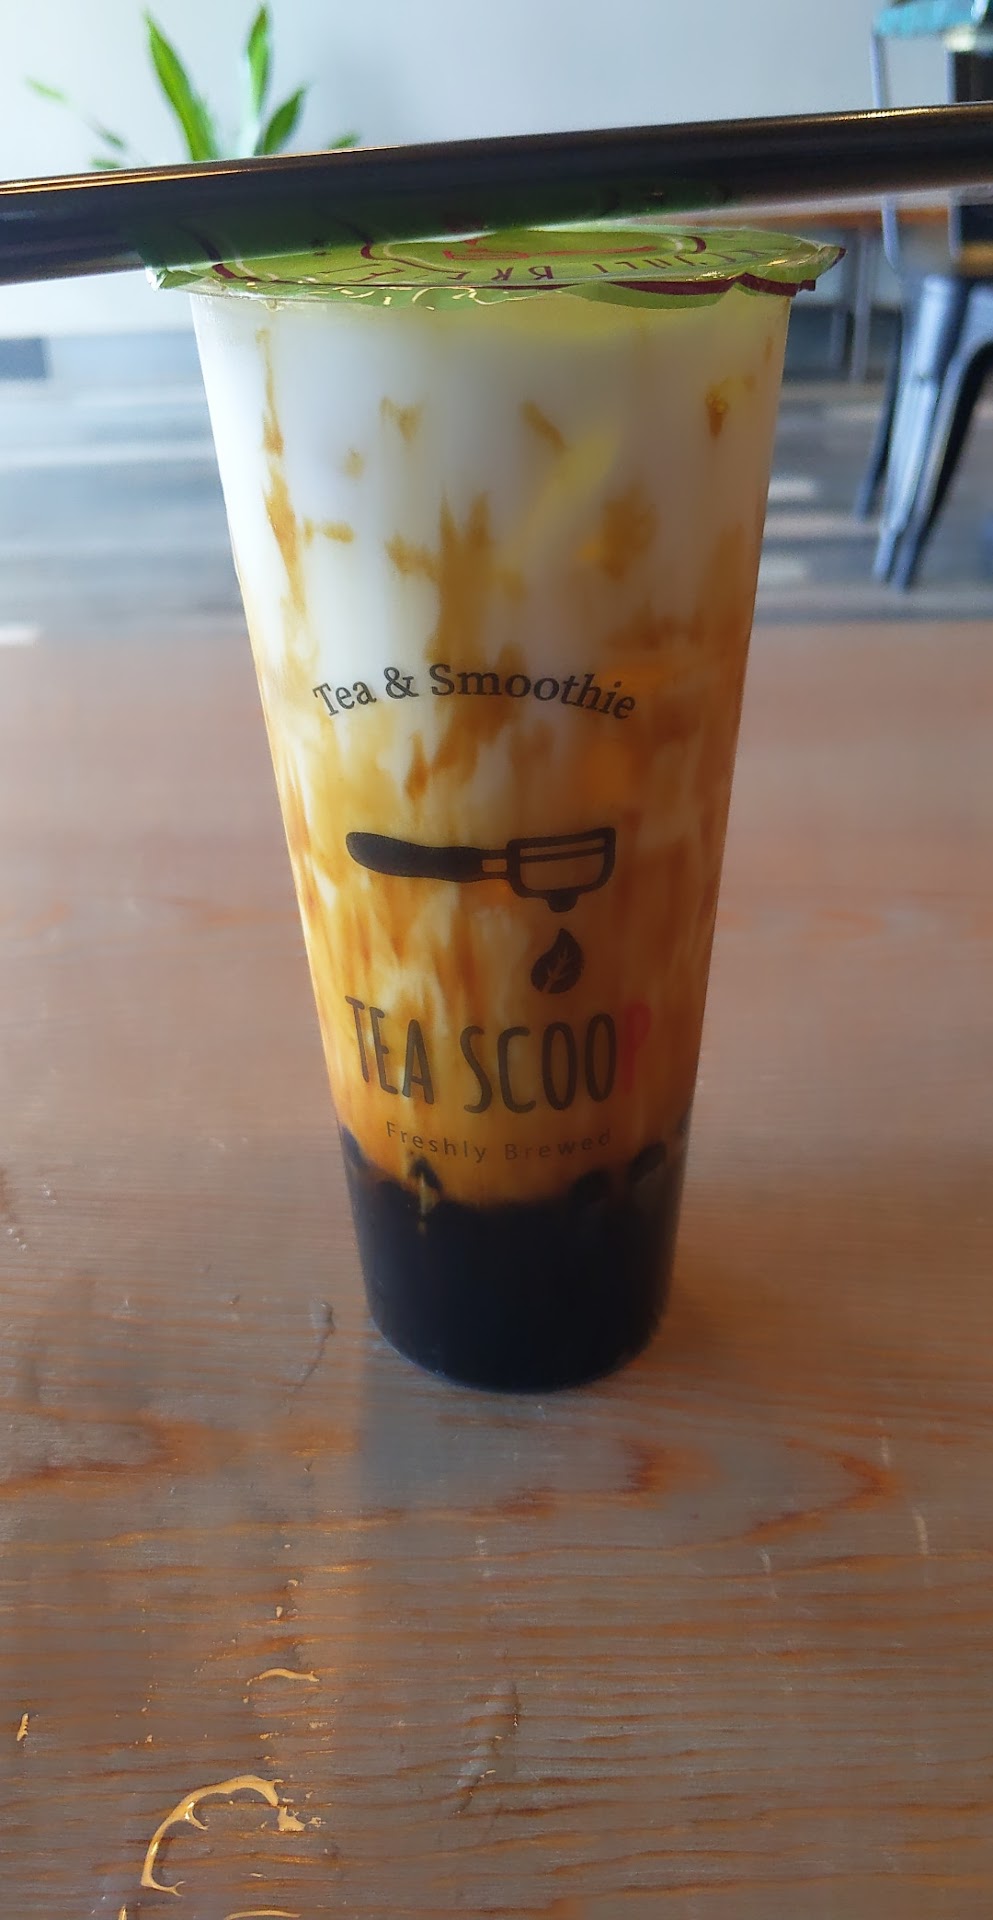 Tea & Smoothie
TEA SCOOP
Freshly Brewed